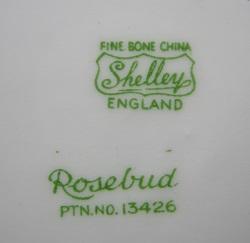 FINE BONE CHINA
Shelley
ENGLAND
Rosebud
PTN.NO.13426